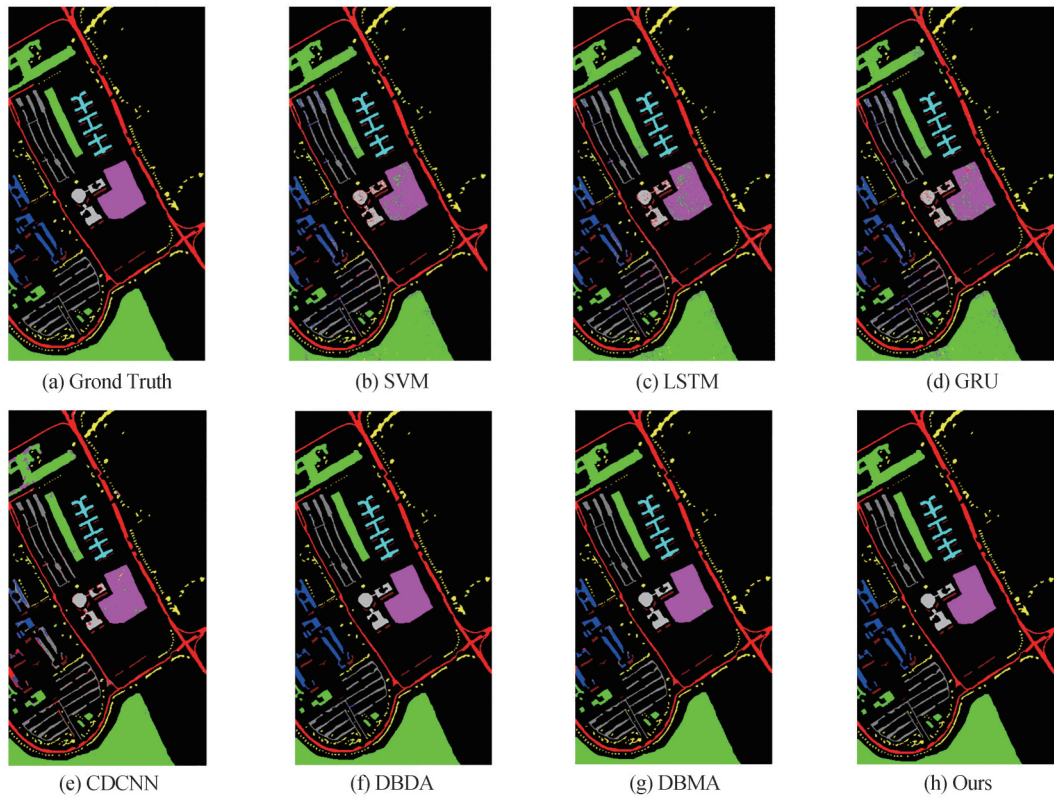 (a) Grond Truth
(b) SVM
(c) LSTM
(d) GRU
(e) CDCNN
(f) DBDA
(g) DBMA
(h) Ours